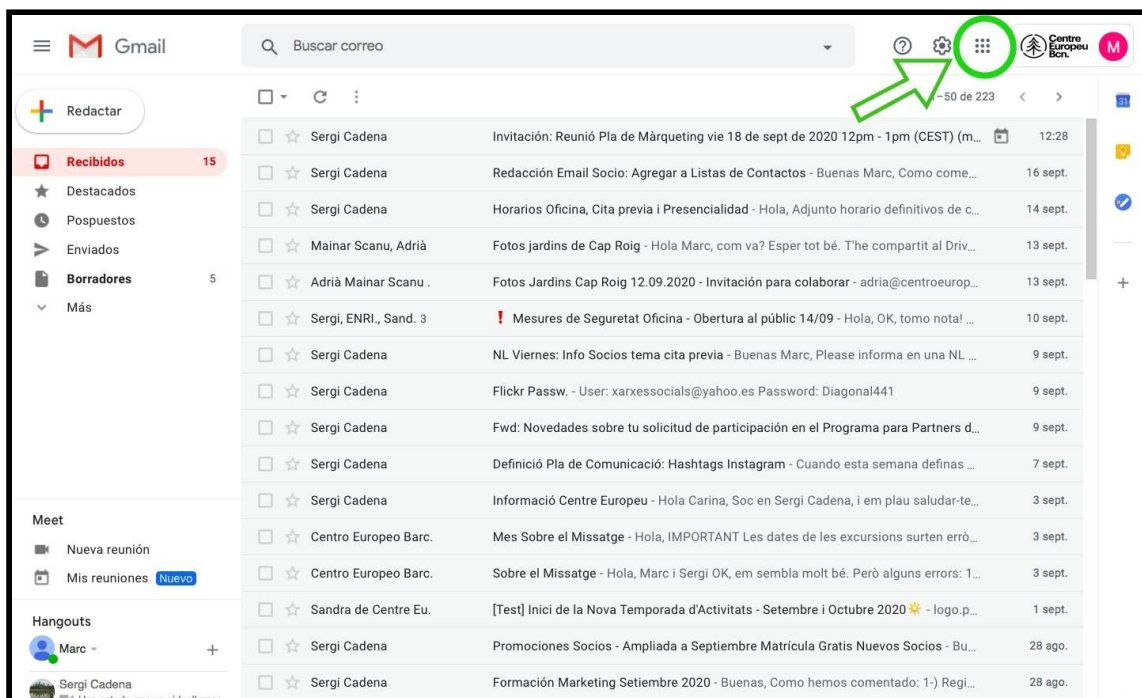 Gmail
Buscar correo
Centre
Europeu
Bcn.
M
Redactar
–50 de 223
31
Recibidos 15
Destacados
Pospuestos
Enviados
Borradores 5
Más
Sergi Cadena Invitación: Reunió Pla de Màrqueting vie 18 de sept de 2020 12pm - 1pm (CEST) (m... 12:28
Sergi Cadena Redacción Email Socio: Agregar a Listas de Contactos - Buenas Marc, Como come... 16 sept.
Sergi Cadena Horarios Oficina, Cita previa i Presencialidad - Hola, Adjunto horario definitivos de c... 14 sept.
Mainar Scanu, Adrià Fotos jardins de Cap Roig - Hola Marc, com va? Esper tot bé. T'he compartit al Driv... 13 sept.
Adrià Mainar Scanu . Fotos Jardins Cap Roig 12.09.2020 - Invitación para colaborar - adria@centroeurop... 13 sept.
Sergi, ENRI., Sand. 3 ❗ Mesures de Seguretat Oficina - Obertura al públic 14/09 - Hola, OK, tomo nota! ... 10 sept.
Sergi Cadena NL Viernes: Info Socios tema cita previa - Buenas Marc, Please informa en una NL ... 9 sept.
Sergi Cadena Flickr Passw. - User: xarxessocials@yahoo.es Password: Diagonal441 9 sept.
Sergi Cadena Fwd: Novedades sobre tu solicitud de participación en el Programa para Partners d... 9 sept.
Sergi Cadena Definició Pla de Comunicació: Hashtags Instagram - Cuando esta semana definas ... 7 sept.
Sergi Cadena Informació Centre Europeu - Hola Carina, Soc en Sergi Cadena, i em plau saludar-te... 3 sept.
Centro Europeo Barc. Mes Sobre el Missatge - Hola, IMPORTANT Les dates de les excursions surten errò... 3 sept.
Centro Europeo Barc. Sobre el Missatge - Hola, Marc i Sergi OK, em sembla molt bé. Però alguns errors: 1... 3 sept.
Sandra de Centre Eu. [Test] Inici de la Nova Temporada d'Activitats - Setembre i Octubre 2020☀️ - logo.p... 1 sept.
Sergi Cadena Promociones Socios - Ampliada a Septiembre Matrícula Gratis Nuevos Socios - Bu... 28 ago.
Sergi Cadena Formación Marketing Setiembre 2020 - Buenas, Como hemos comentado: 1-) Regi... 28 ago.
Meet
Nueva reunión
Mis reuniones Nuevo
Hangouts
Marc
Sergi Cadena